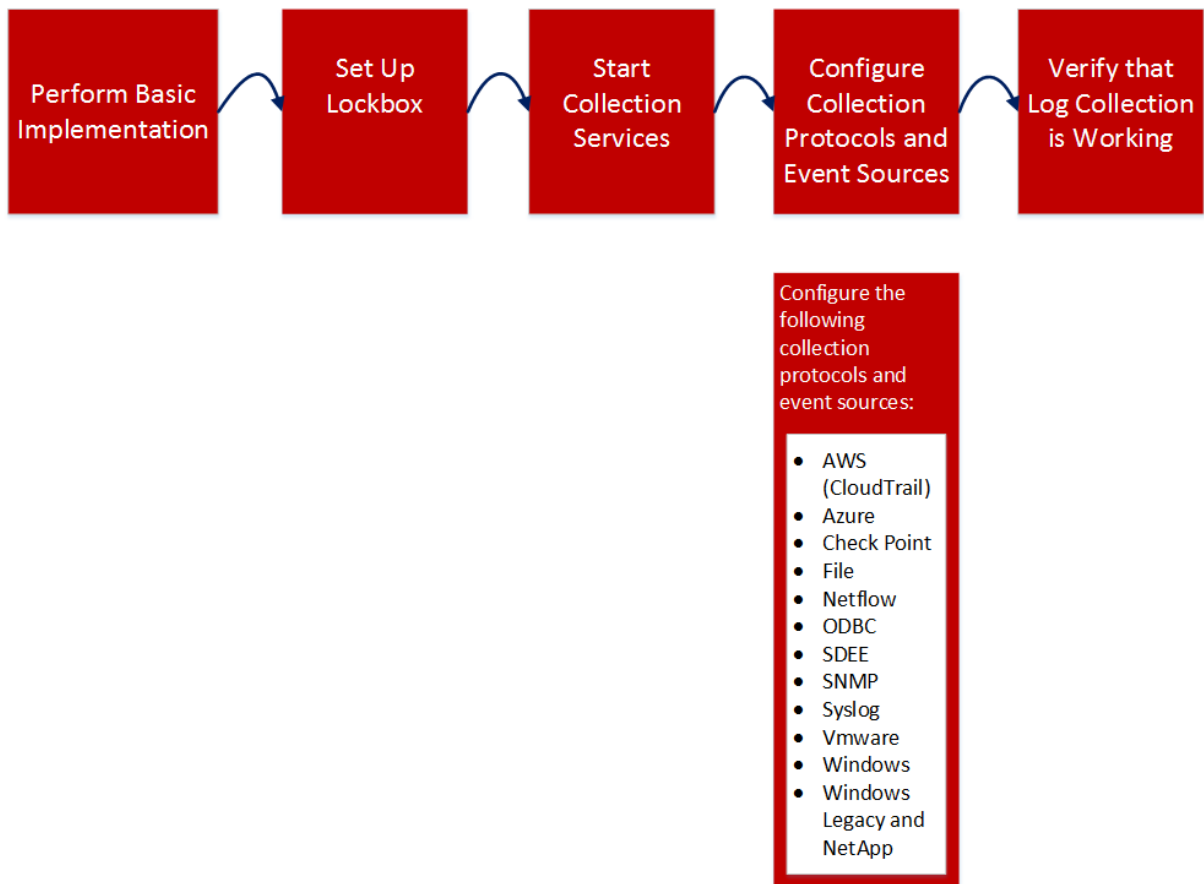 Perform Basic
Implementation
Set Up
Lockbox
Start
Collection
Services
Configure
Collection
Protocols and
Event Sources
Verify that
Log Collection
is Working
Configure the
following
collection
protocols and
event sources:
• AWS
(CloudTrail)
• Azure
• Check Point
• File
• Netflow
• ODBC
• SDEE
• SNMP
• Syslog
• Vmware
• Windows
• Windows
Legacy and
NetApp